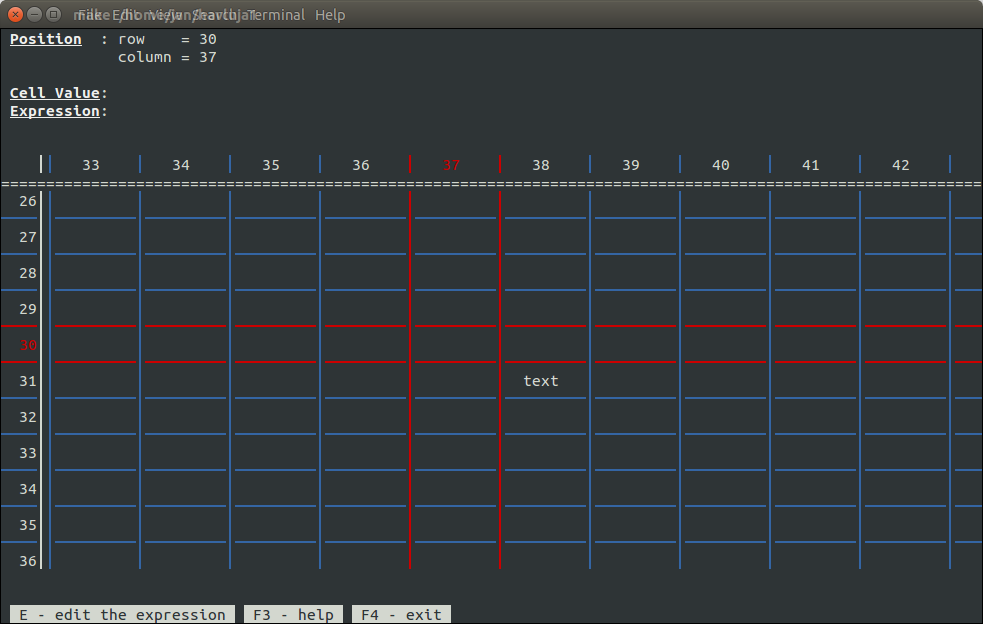 File Edit View Search Terminal Help
Position : row = 30
column = 37
Cell Value:
Expression:
33 34 35 36 37 38 39 40 41 42
26
27
28
29
30
31 text
32
33
34
35
36
E - edit the expression F3 - help F4 - exit